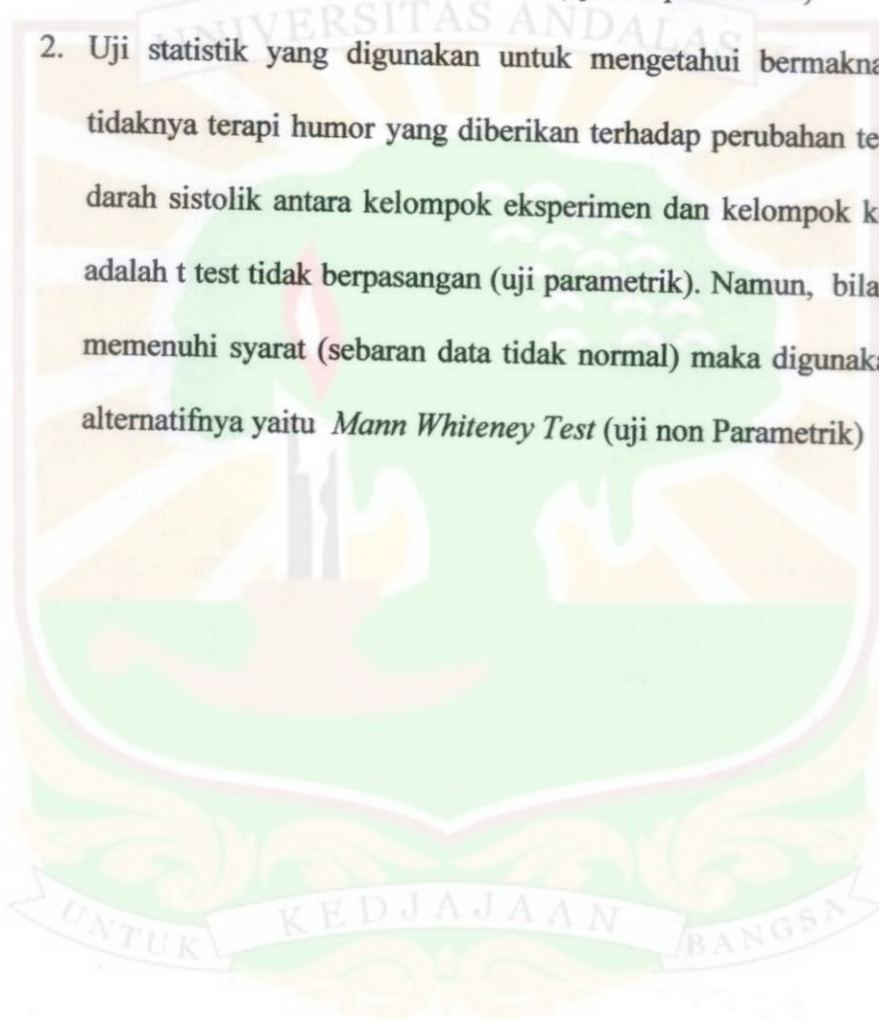 UNIVERSITAS ANDALAS
2. Uji statistik yang digunakan untuk mengetahui bermakna
tidaknya terapi humor yang diberikan terhadap perubahan te
darah sistolik antara kelompok eksperimen dan kelompok k
adalah t test tidak berpasangan (uji parametrik). Namun, bila
memenuhi syarat (sebaran data tidak normal) maka digunaka
alternatifnya yaitu Mann Whiteney Test (uji non Parametrik)
UNTUK KEDJAJAAN BANGSA